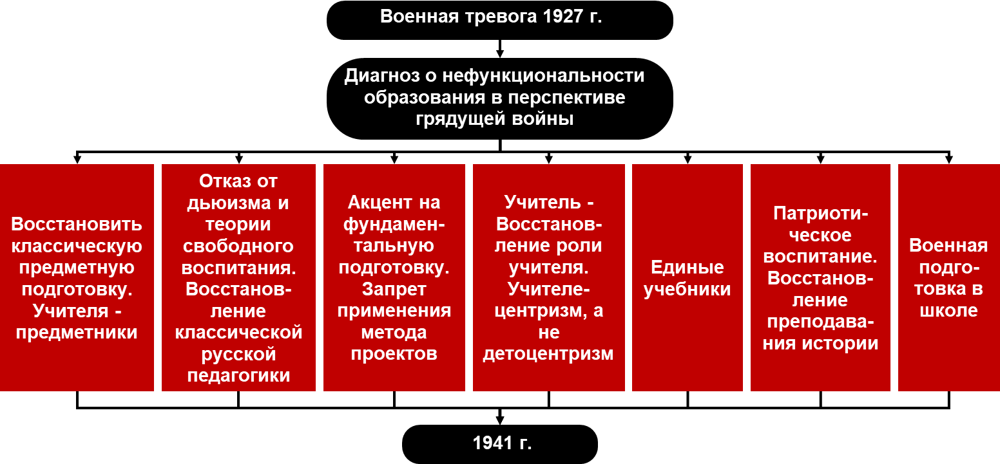 Военная тревога 1927 г.
Диагноз о нефункциональности
образования в перспективе
грядущей войны
Восстановить
классическую
предметную
подготовку.
Учителя -
предметники
Отказ от
дьюизма и
теории
свободного
воспитания.
Восстанов-
ление
классической
русской
педагогики
Акцент на
фундамен-
тальную
подготовку.
Запрет
применения
метода
проектов
Учитель -
Восстанов-
ление роли
учителя.
Учителе-
центризм, а
не
детоцентризм
Единые
учебники
Патриоти-
ческое
воспитание.
Восстанов-
ление
преподава-
ния истории
Военная
подго-
товка в
школе
1941 г.